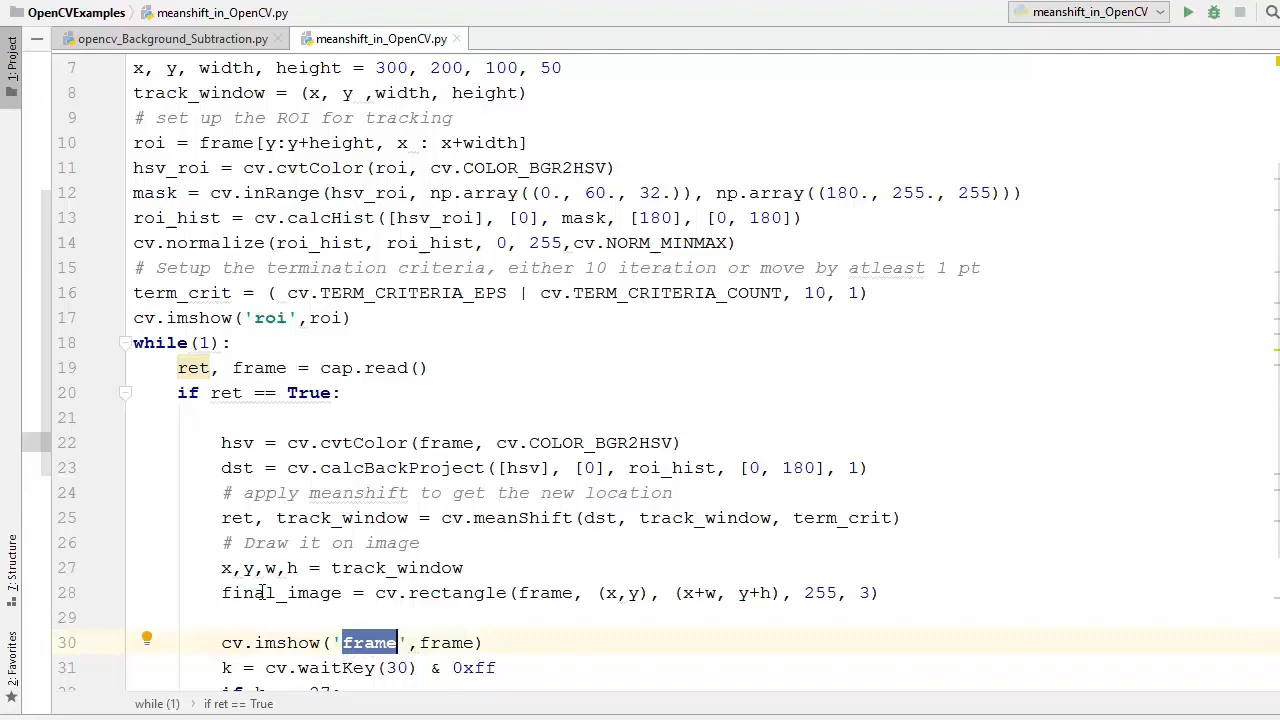 OpenCVExamples
meanshift_in_OpenCV.py
meanshift_in_OpenCV
1: Project
opencv_Background_Subtraction.py
meanshift_in_OpenCV.py
7 x, y, width, height = 300, 200, 100, 50
8 track_window = (x, y ,width, height)
9 # set up the ROI for tracking
10 roi = frame[y:y+height, x : x+width]
11 hsv_roi = cv.cvtColor(roi, cv.COLOR_BGR2HSV)
12 mask = cv.inRange(hsv_roi, np.array((0., 60., 32.)), np.array((180., 255., 255)))
13 roi_hist = cv.calcHist([hsv_roi], [0], mask, [180], [0, 180])
14 cv.normalize(roi_hist, roi_hist, 0, 255,cv.NORM_MINMAX)
15 # Setup the termination criteria, either 10 iteration or move by atleast 1 pt
16 term_crit = ( cv.TERM_CRITERIA_EPS | cv.TERM_CRITERIA_COUNT, 10, 1)
17 cv.imshow('roi',roi)
18 while(1):
19 ret, frame = cap.read()
20 if ret == True:
21
22 hsv = cv.cvtColor(frame, cv.COLOR_BGR2HSV)
23 dst = cv.calcBackProject([hsv], [0], roi_hist, [0, 180], 1)
24 # apply meanshift to get the new location
25 ret, track_window = cv.meanShift(dst, track_window, term_crit)
26 # Draw it on image
27 x,y,w,h = track_window
28 final_image = cv.rectangle(frame, (x,y), (x+w, y+h), 255, 3)
29
30 cv.imshow('frame',frame)
31 k = cv.waitKey(30) & 0xff
7: Structure
2: Favorites
while (1) if ret == True